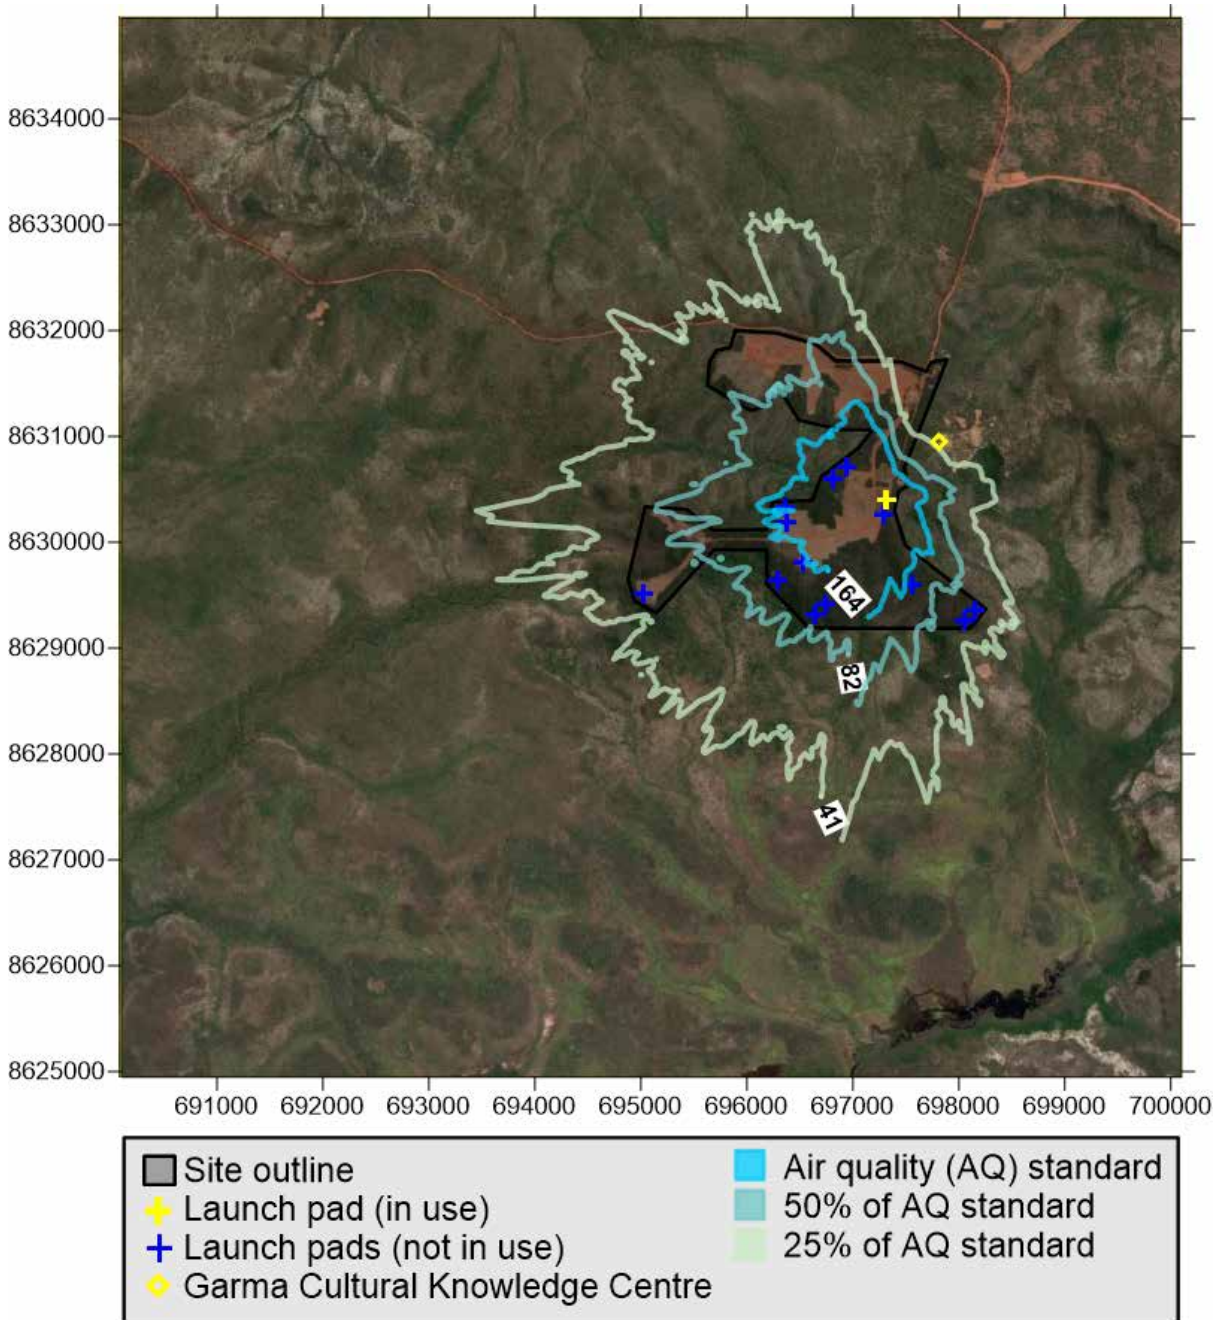 8634000
8633000
8632000
8631000
8630000
8629000
8628000
8627000
8626000
8625000
164
82
41
691000 692000 693000 694000 695000 696000 697000 698000 699000 700000
Site outline
Launch pad (in use)
Launch pads (not in use)
Garma Cultural Knowledge Centre
Air quality (AQ) standard
50% of AQ standard
25% of AQ standard